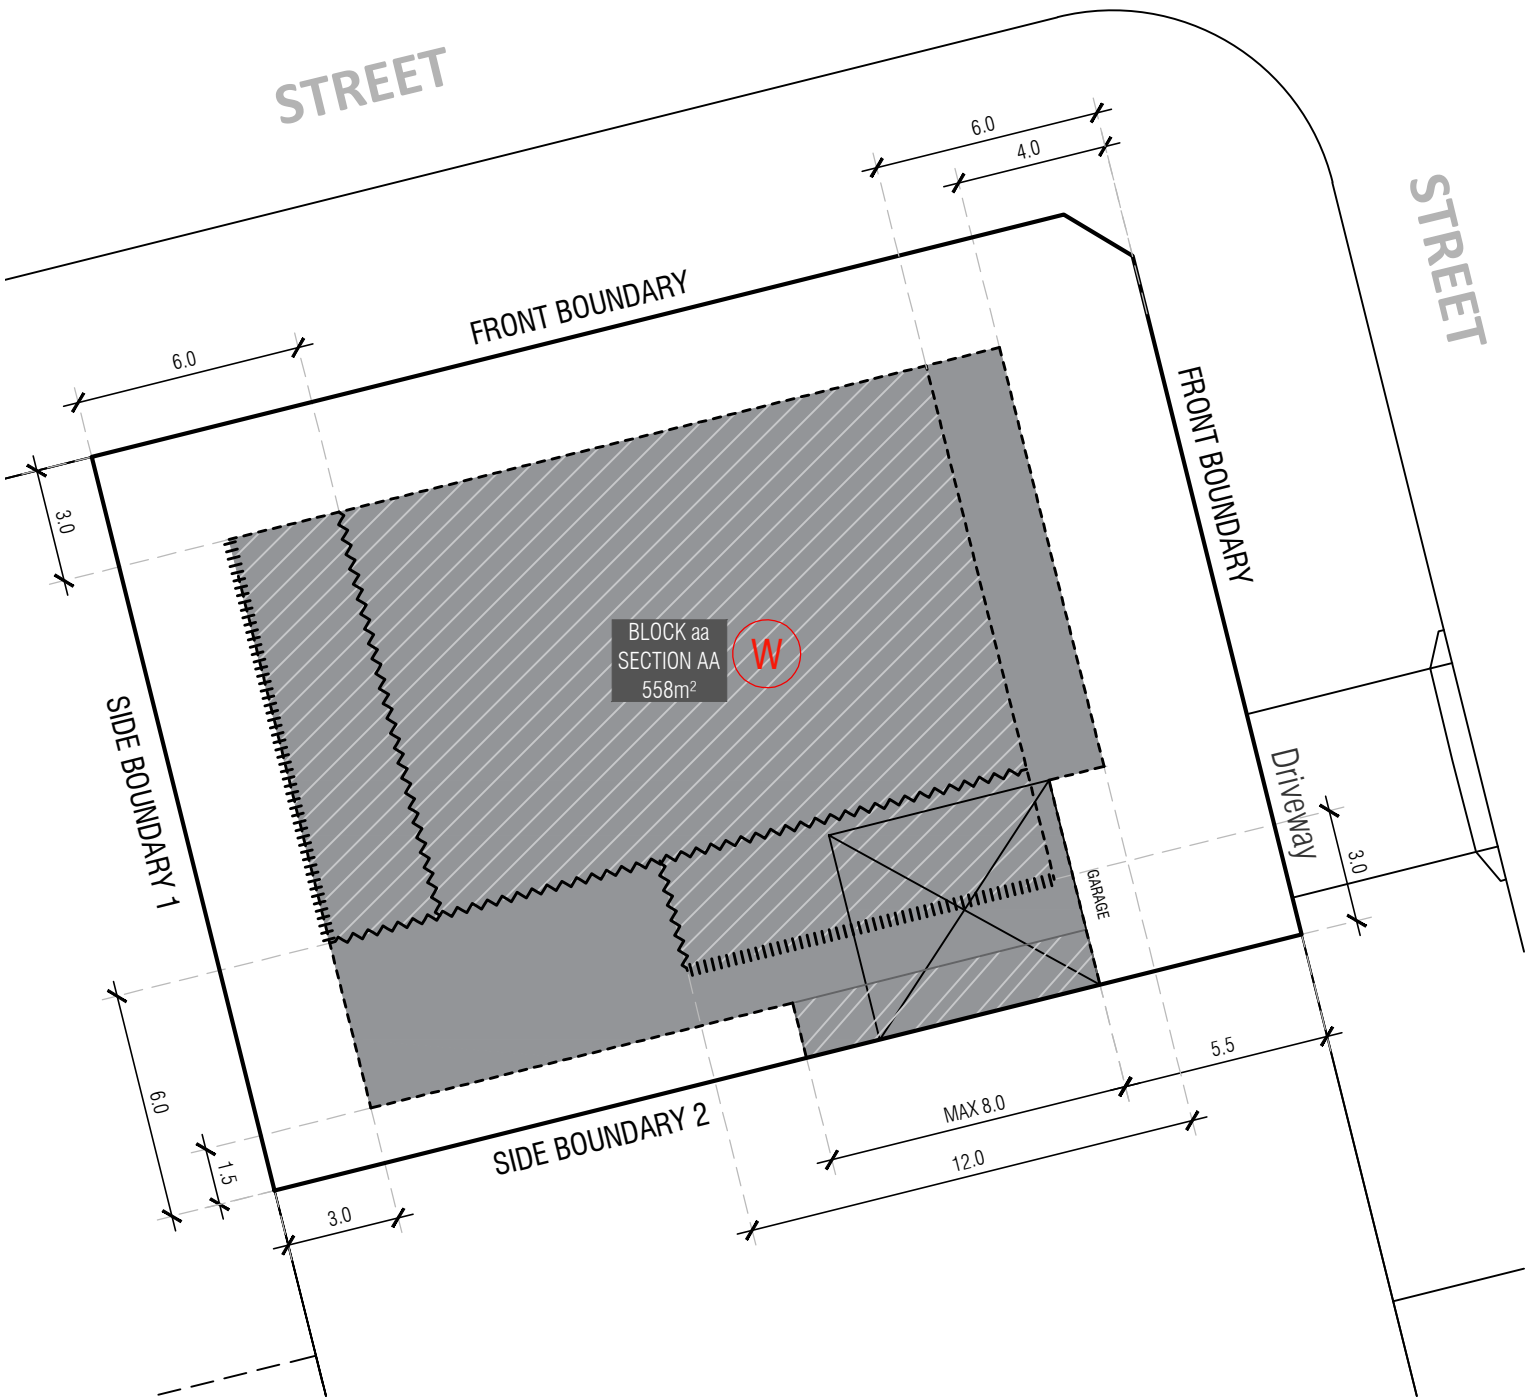 STREET
STREET
6.0
4.0
FRONT BOUNDARY
6.0
FRONT BOUNDARY
3.0
BLOCK aa
SECTION AA
558m²
W
SIDE BOUNDARY 1
Driveway
3.0
GARAGE
6.0
1.5
5.5
MAX 8.0
SIDE BOUNDARY 2
12.0
3.0